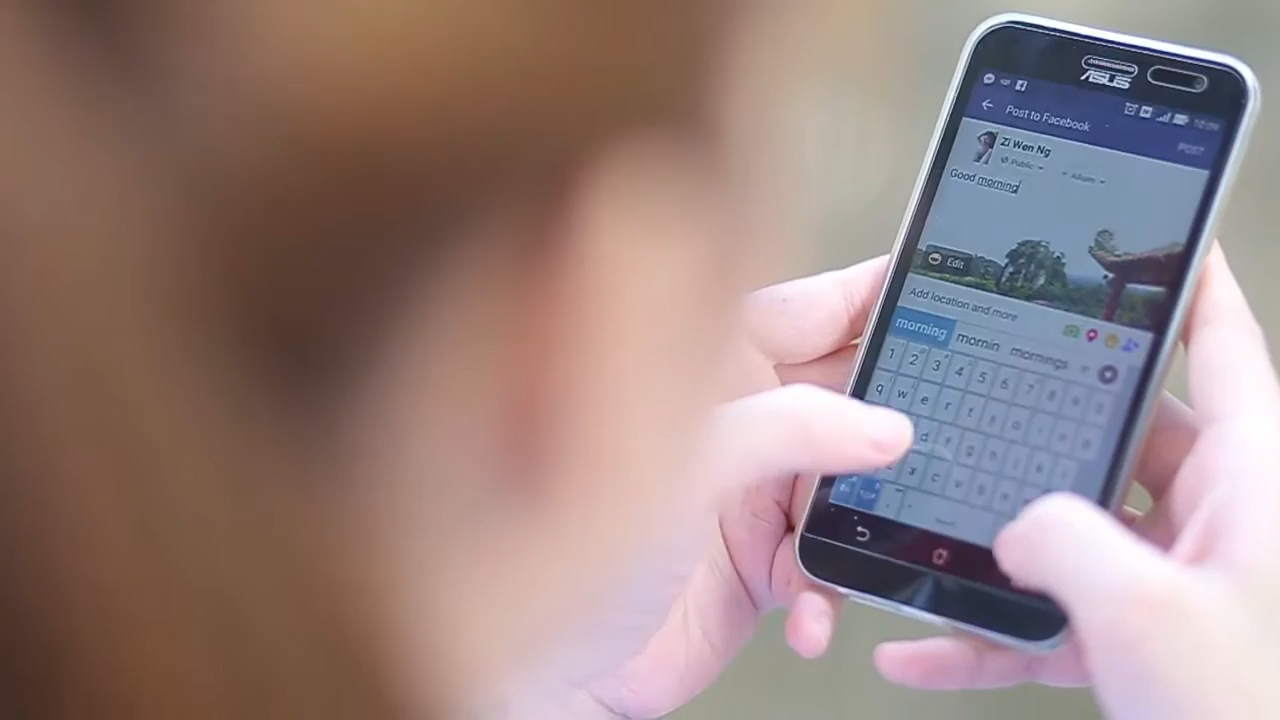 ASUS
Post to Facebook
POST
Zi Wen Ng
Public
Album
Good morning
Edit
Add location and more
morning mornin mornings
1 2 3 4 5 6 7 8 9 0
q w e r t
d f g h j k
x c v